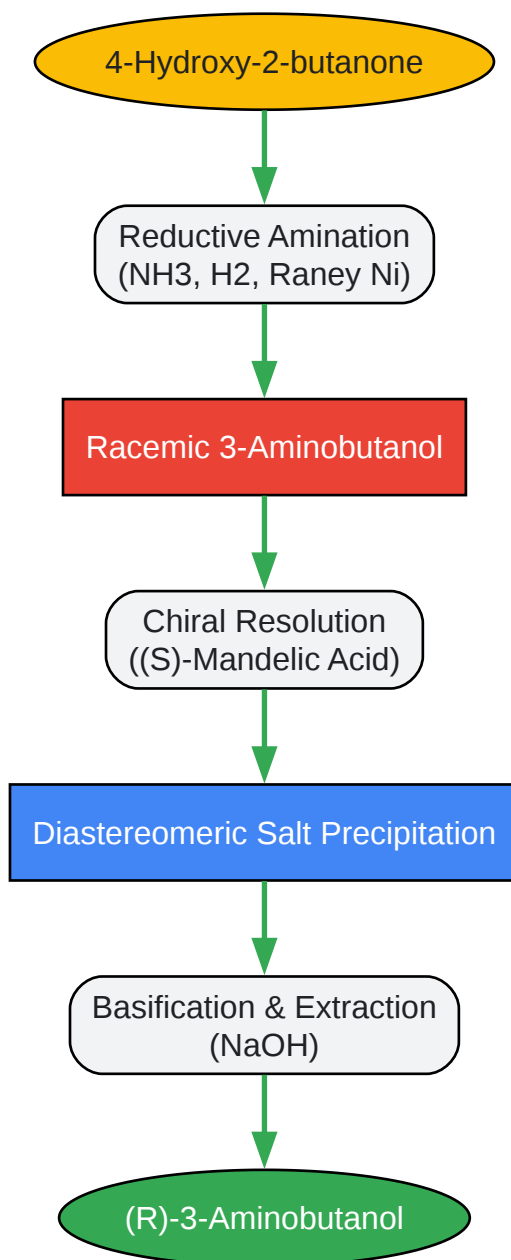 4-Hydroxy-2-butanone
Reductive Amination
(NH3, H2, Raney Ni)
Racemic 3-Aminobutanol
Chiral Resolution
((S)-Mandelic Acid)
Diastereomeric Salt Precipitation
Basification & Extraction
(NaOH)
(R)-3-Aminobutanol